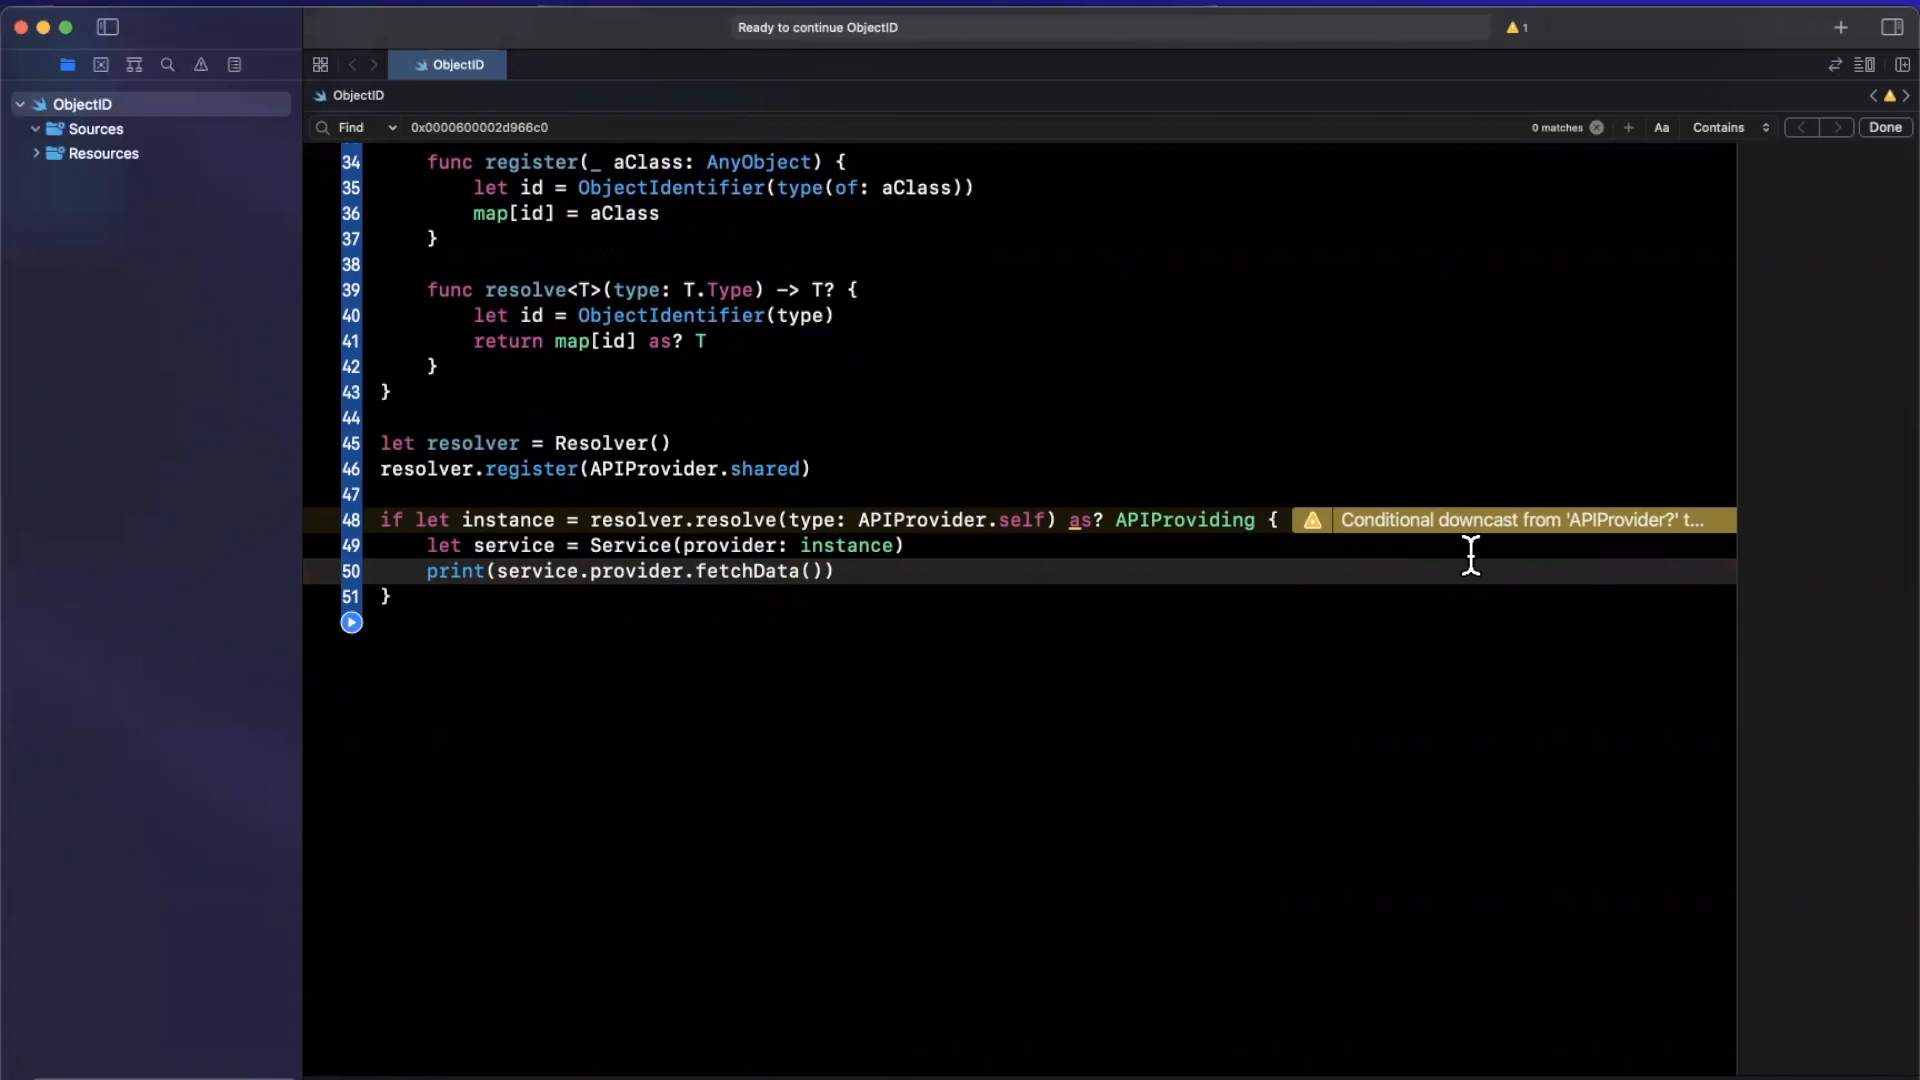 Ready to continue ObjectID
1
ObjectID
ObjectID
ObjectID
Sources
Resources
Find
0x0000600002d966c0
0 matches
Aa
Contains
Done
34 func register(_ aClass: AnyObject) {
35 let id = ObjectIdentifier(type(of: aClass))
36 map[id] = aClass
37 }
38
39 func resolve<T>(type: T.Type) -> T? {
40 let id = ObjectIdentifier(type)
41 return map[id] as? T
42 }
43 }
44
45 let resolver = Resolver()
46 resolver.register(APIProvider.shared)
47
48 if let instance = resolver.resolve(type: APIProvider.self) as? APIProviding { Conditional downcast from 'APIProvider?' t...
49 let service = Service(provider: instance)
50 print(service.provider.fetchData())
51 }